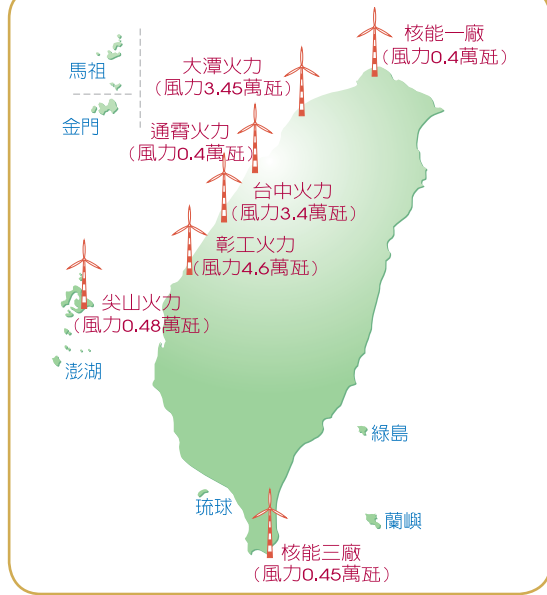 核能一廠
(風力0.4萬瓩)
大潭火力
(風力3.45萬瓩)
馬祖
金門
通霄火力
(風力0.4萬瓩)
台中火力
(風力3.4萬瓩)
彰工火力
(風力4.6萬瓩)
尖山火力
(風力0.48萬瓩)
澎湖
綠島
琉球
蘭嶼
核能三廠
(風力0.45萬瓩)